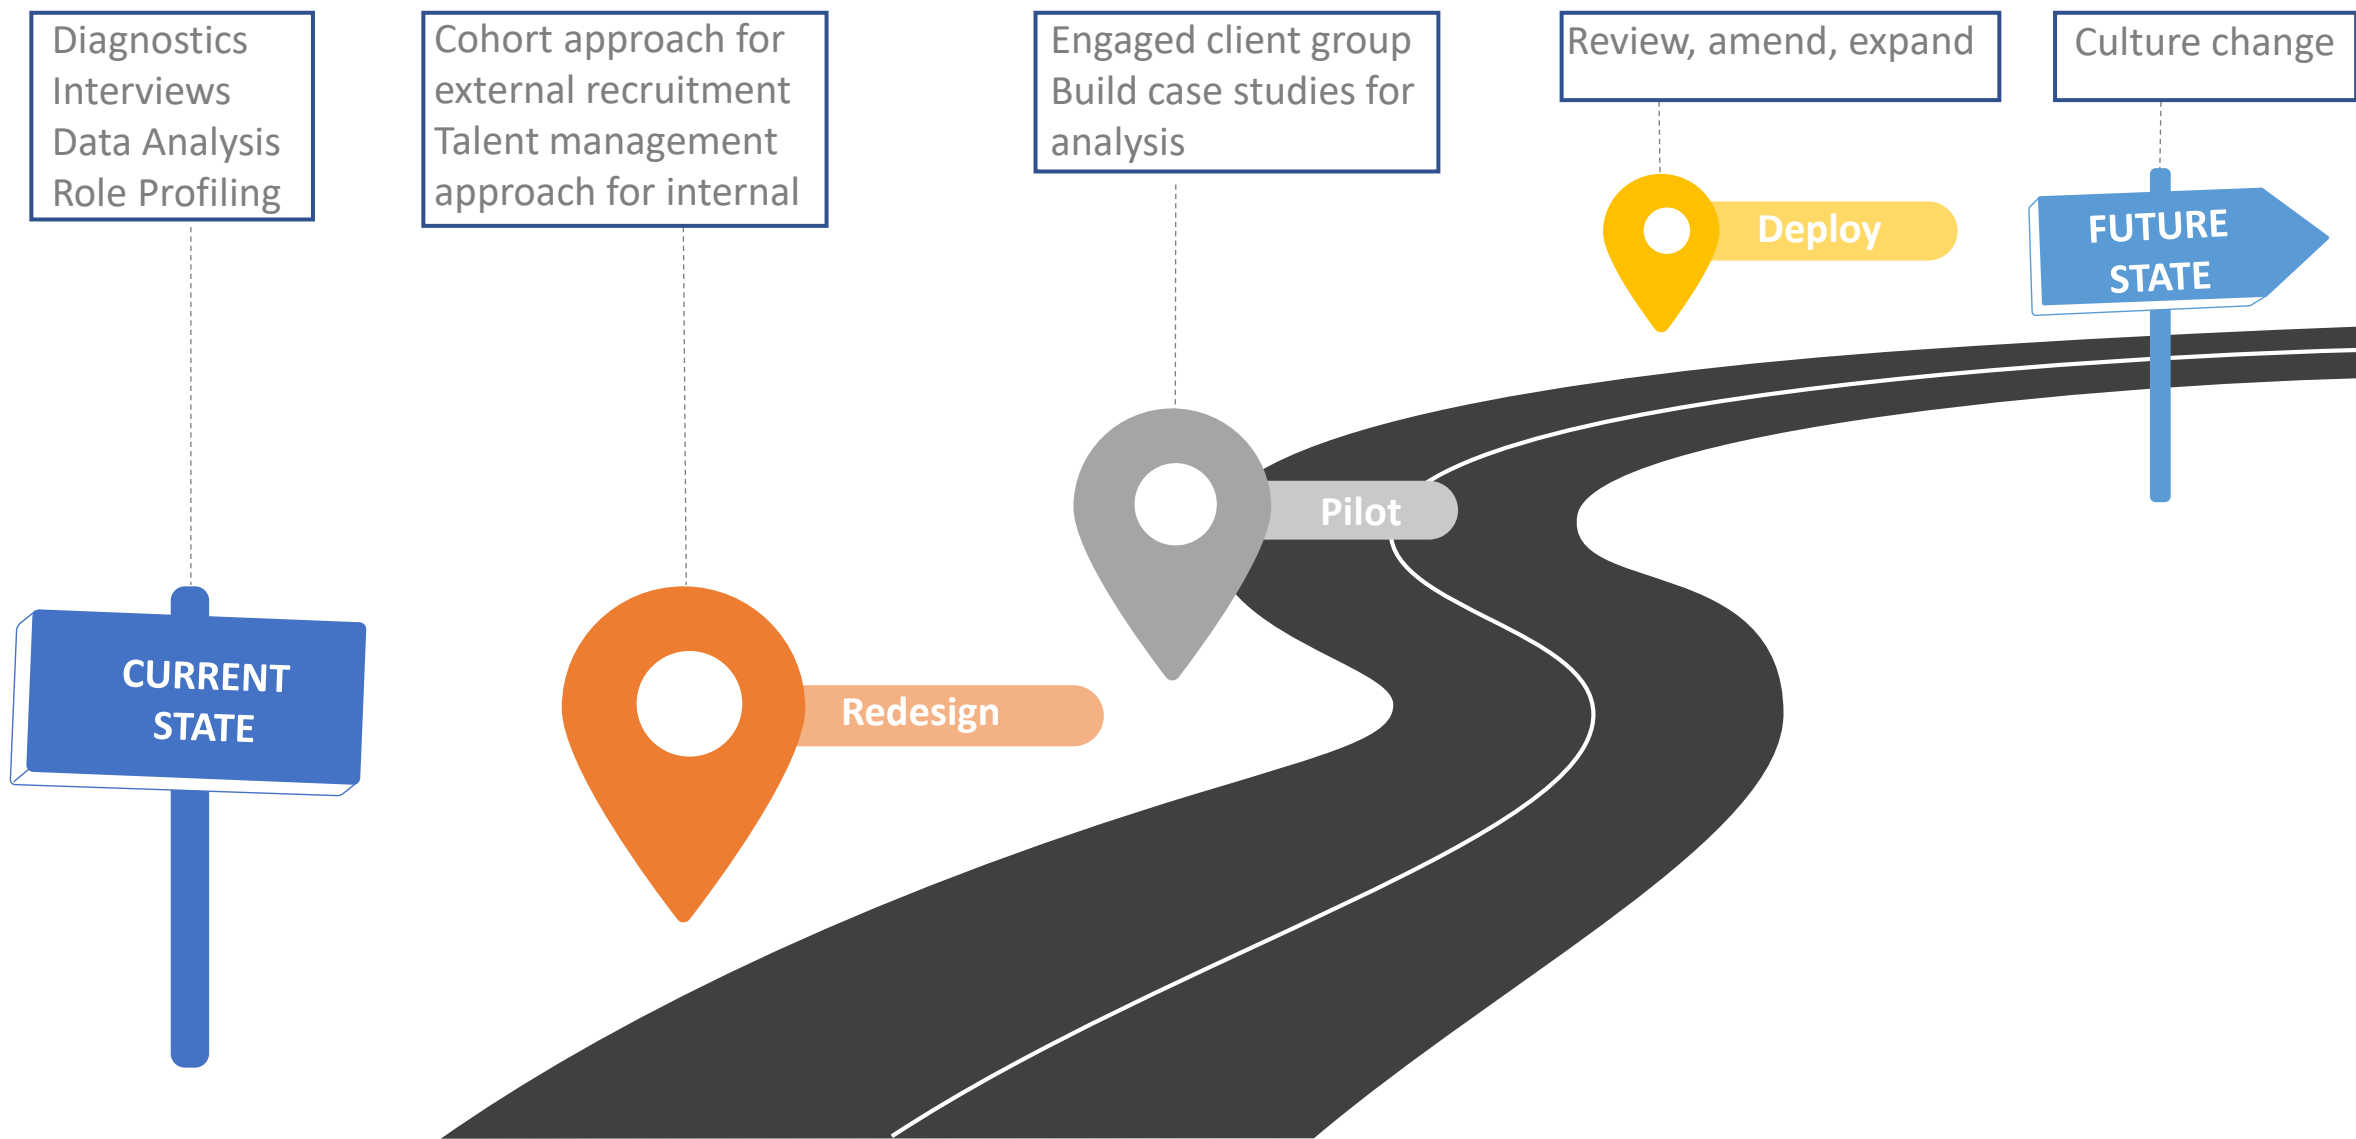 Diagnostics
Interviews
Data Analysis
Role Profiling
Cohort approach for
external recruitment
Talent management
approach for internal
Engaged client group
Build case studies for
analysis
Review, amend, expand
Culture change
CURRENT
STATE
Redesign
Pilot
Deploy
FUTURE
STATE